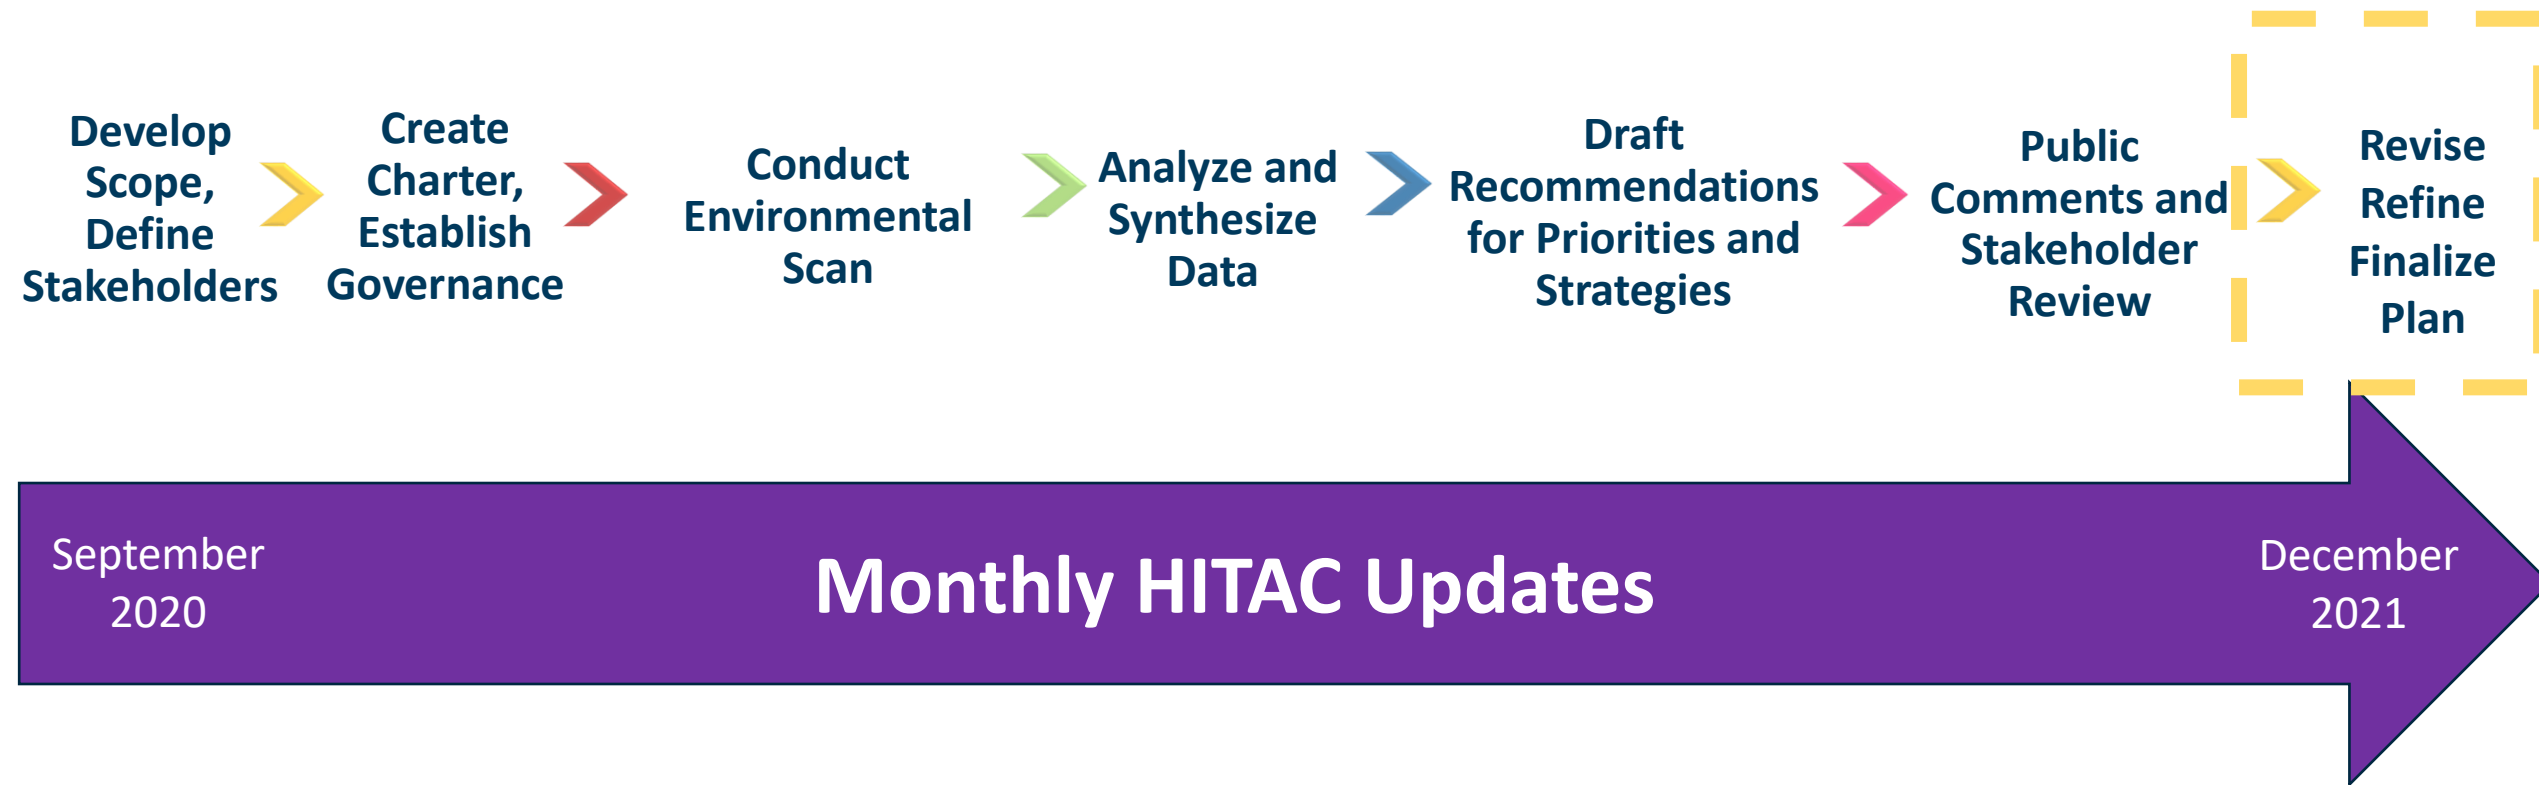 Develop
Scope,
Define
Stakeholders
Create
Charter,
Establish
Governance
Conduct
Environmental
Scan
Analyze and
Synthesize
Data
Draft
Recommendations
for Priorities and
Strategies
Public
Comments and
Stakeholder
Review
Revise
Refine
Finalize
Plan
September
2020
Monthly HITAC Updates
December
2021